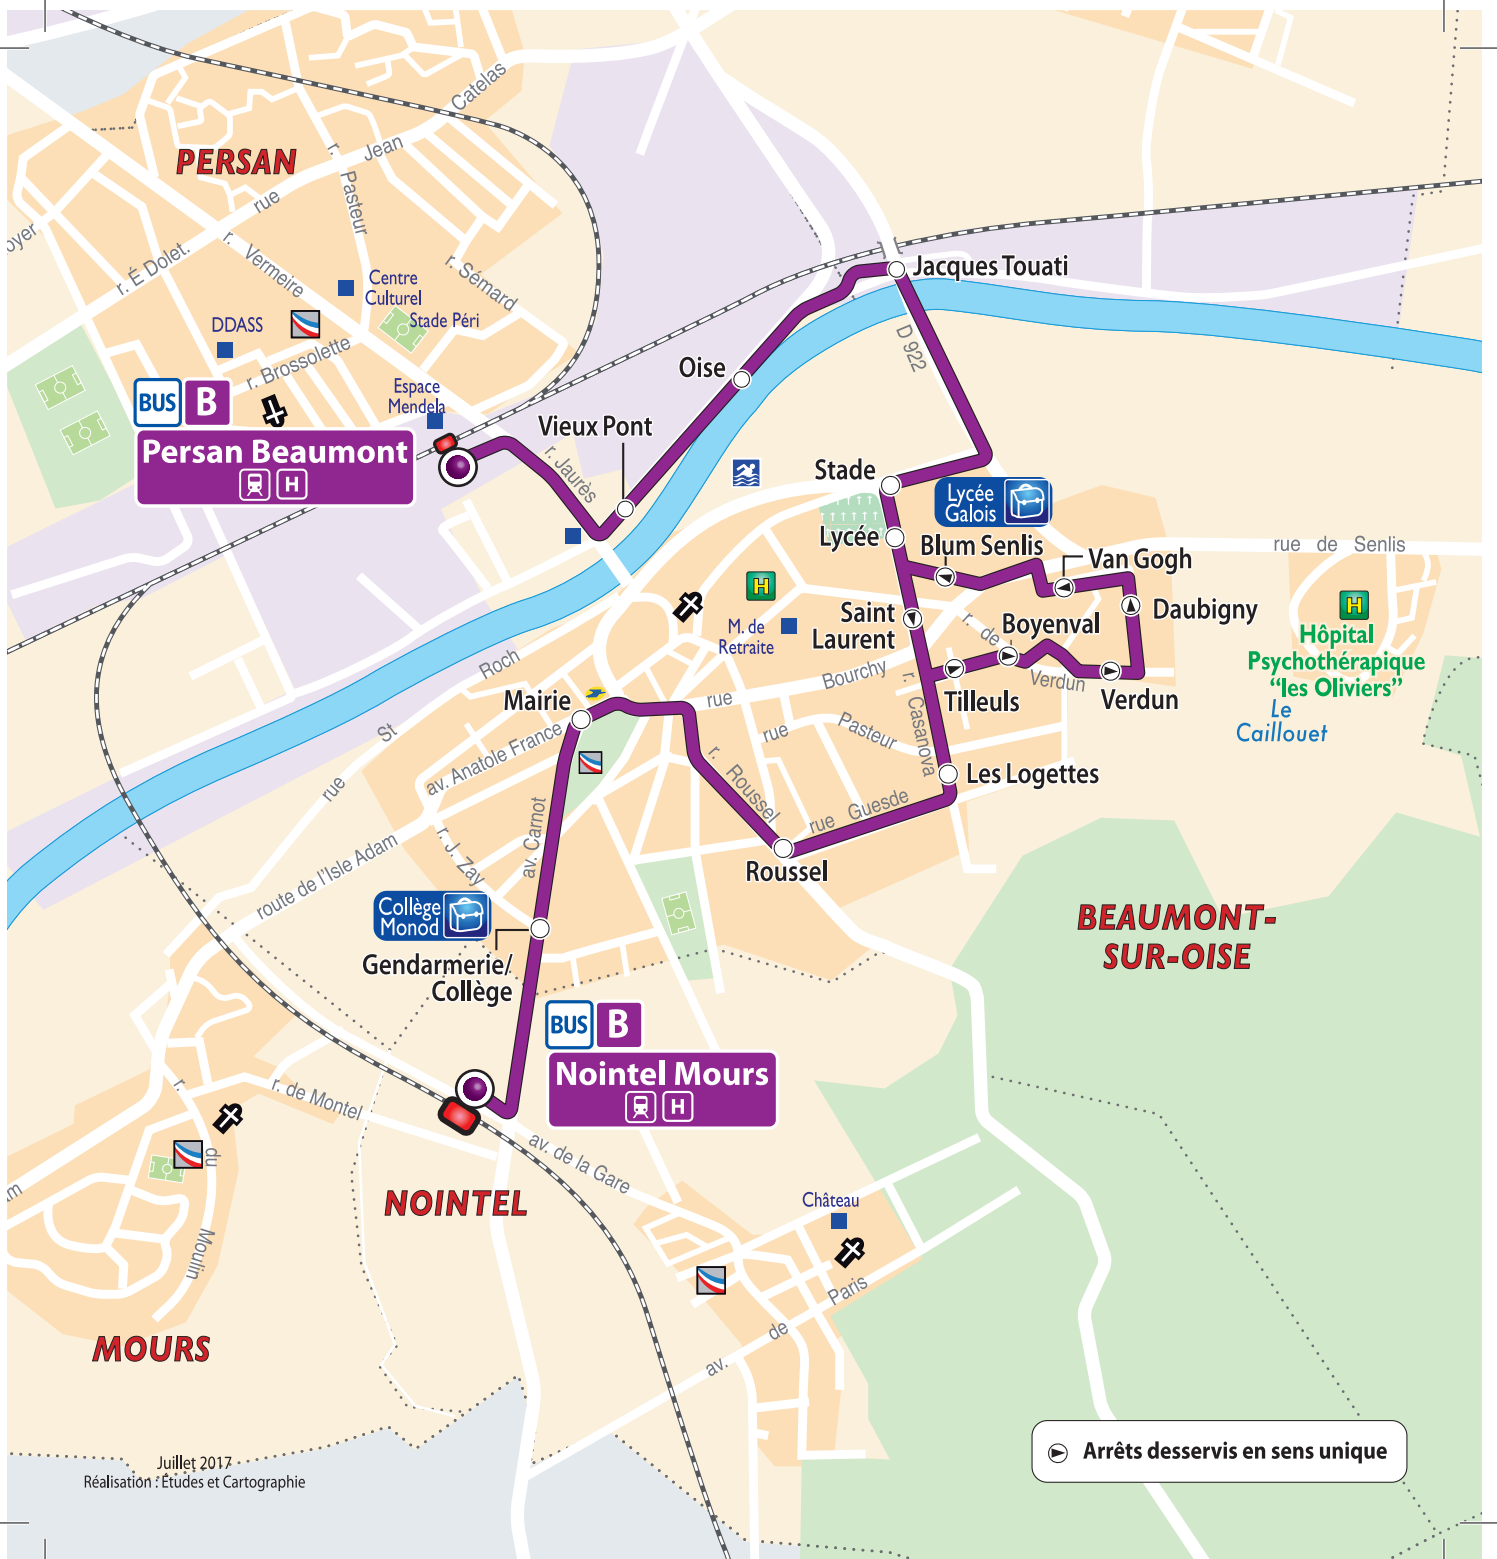 Catelas
Jean
rue
PERSAN
r.
Pasteur
oyer
r. É Dolet.
r.
Vermeire
r. Sémard
Centre
Culturel
Stade Péri
DDASS
r. Brossolette
Espace
Mendela
BUS
B
Persan Beaumont
H
Vieux Pont
r. Jaurès
Oise
Jacques Touati
D 922
Stade
Lycée
Galois
Lycée
Blum Senlis
Van Gogh
rue de Senlis
H
M. de
Retraite
Saint
Laurent
r. de
Boyenval
Daubigny
H
Hôpital
Psychothérapique
"les Oliviers"
Le
Caillouet
Tilleuls
Verdun
Verdun
Roch
St
rue
Mairie
rue
Bourchy
rue
Pasteur
r.
Casanova
av. Anatole France
Les Logettes
r.
Roussel
rue
Guesde
Roussel
av. Carnot
r. J. Zay
route de l'Isle Adam
Collège
Monod
Gendarmerie/
Collège
BEAUMONT-
SUR-OISE
BUS
B
Nointel Mours
H
r.
du
Moulin
r. de Montel
av. de la Gare
NOINTEL
Château
am
MOURS
av.
de
Paris
Arrêts desservis en sens unique
Juillet 2017
Réalisation : Études et Cartographie